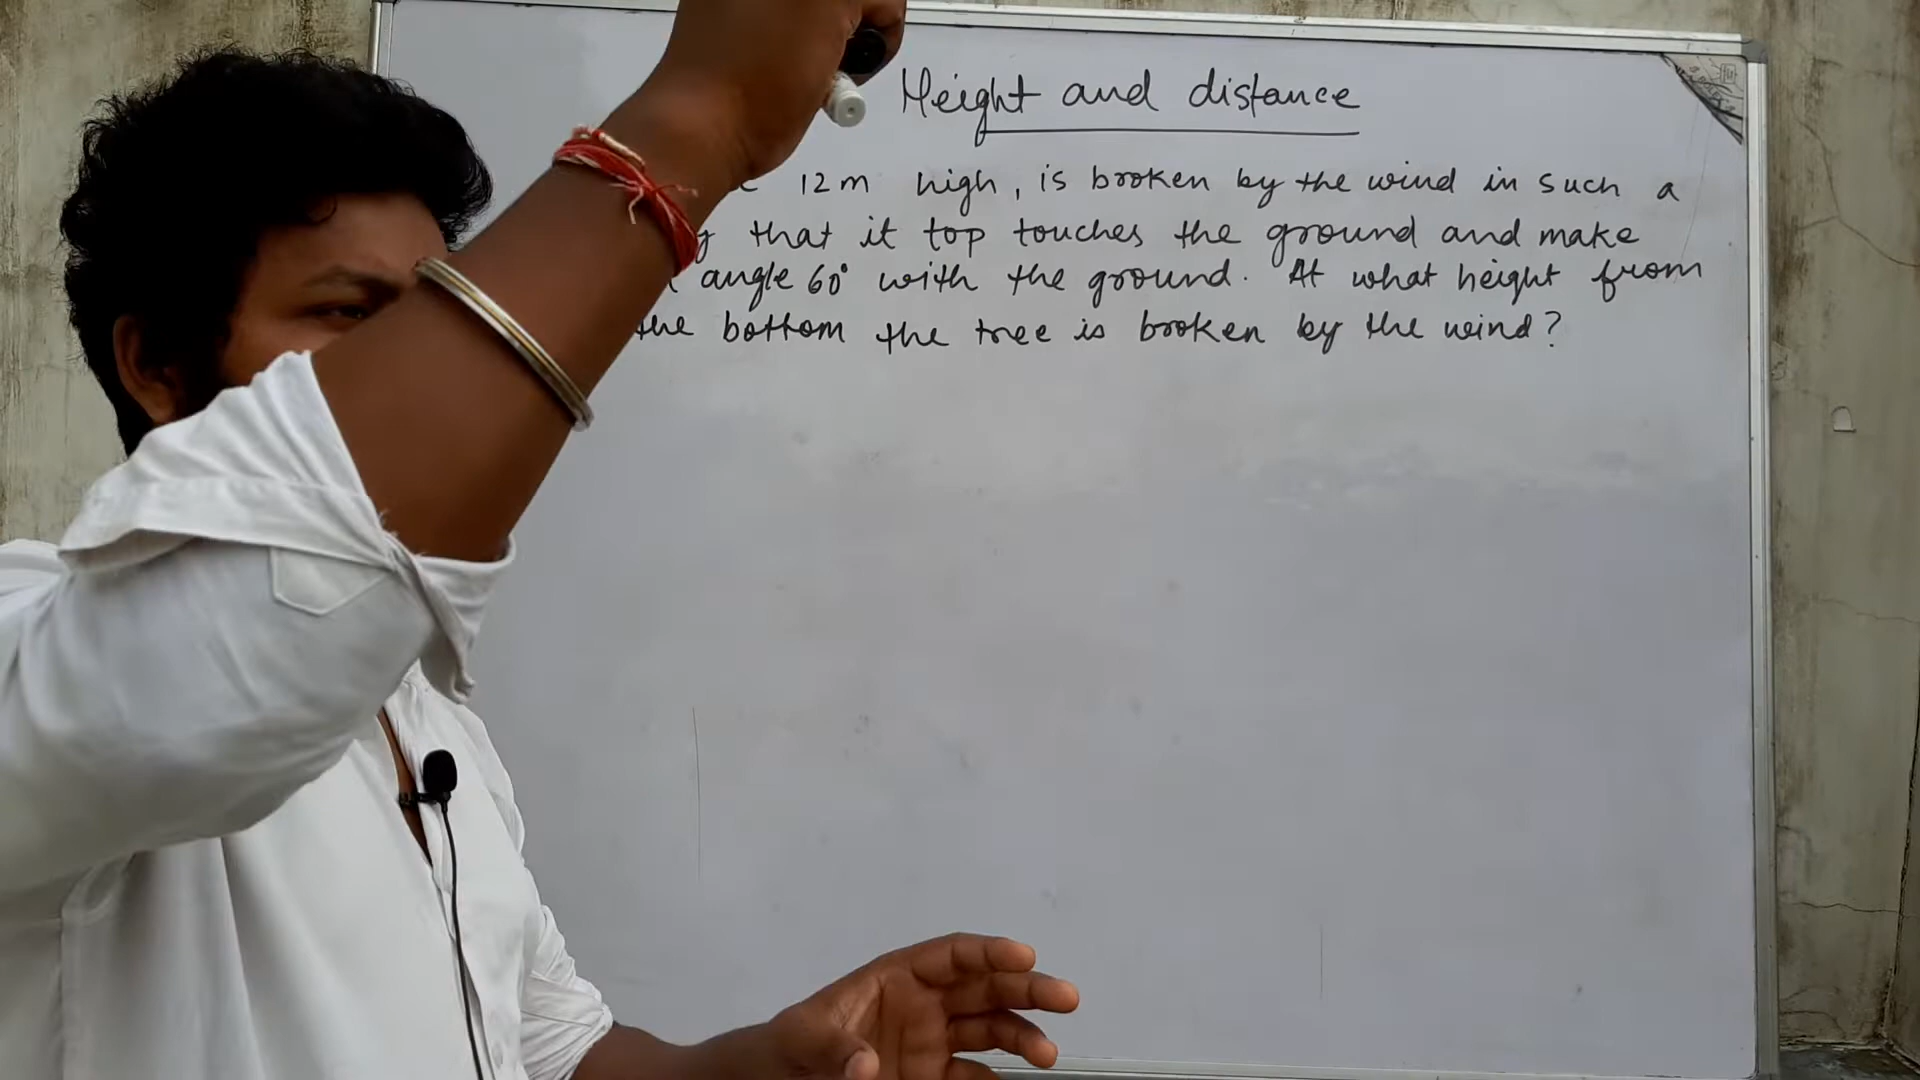 Height and distance
12m high, is broken by the wind in such a
that it top touches the ground and make
angle 60° with the ground. At what height from
the bottom the tree is broken by the wind?